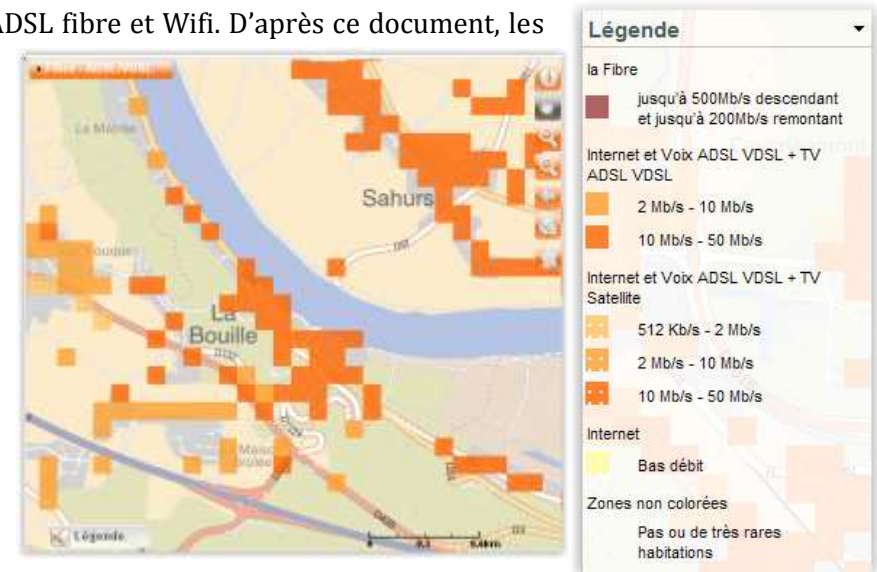 ADSL fibre et Wifi. D’après ce document, les
La
Bouille
Sahurs
Légende
0.6km
Légende
la Fibre
jusqu'à 500Mb/s descendant
et jusqu'à 200Mb/s remontant
Internet et Voix ADSL VDSL + TV
ADSL VDSL
2 Mb/s - 10 Mb/s
10 Mb/s - 50 Mb/s
Internet et Voix ADSL VDSL + TV
Satellite
512 Kb/s - 2 Mb/s
2 Mb/s - 10 Mb/s
10 Mb/s - 50 Mb/s
Internet
Bas débit
Zones non colorées
Pas ou de très rares
habitations